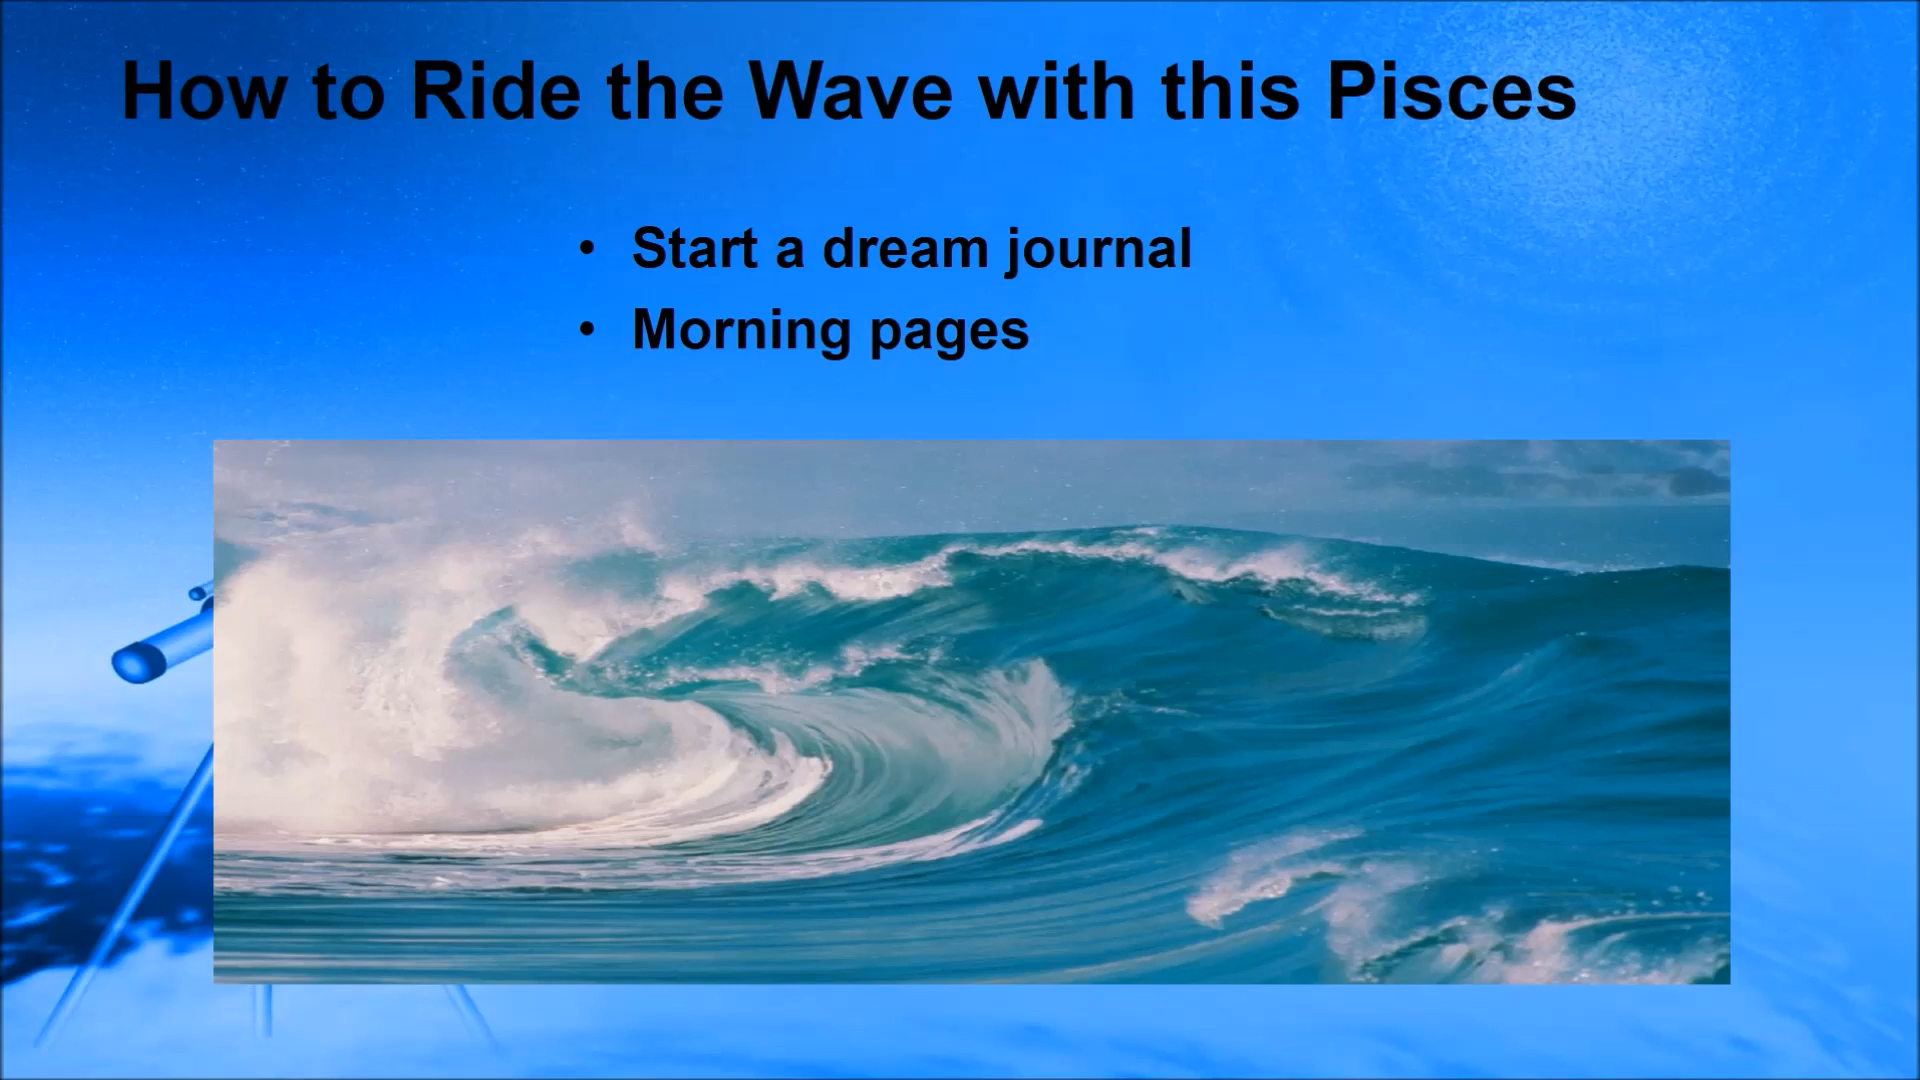 How to Ride the Wave with this Pisces
• Start a dream journal
• Morning pages